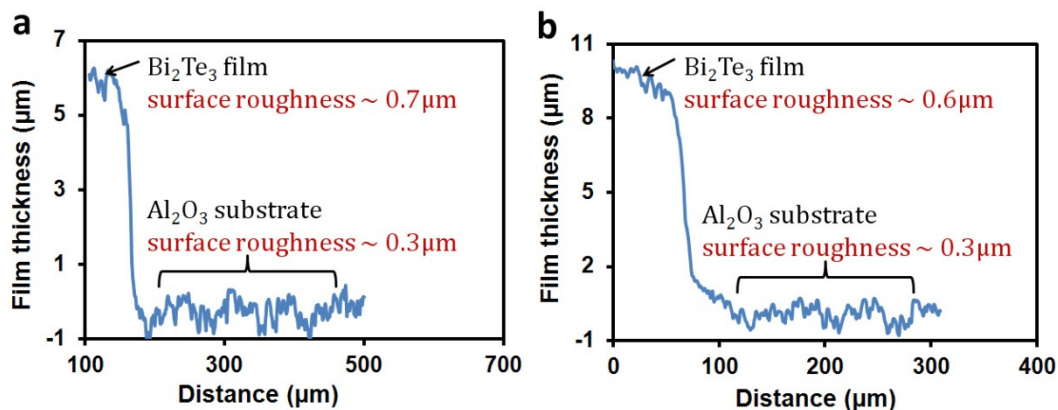 a
7
5
3
1
-1
Film thickness (µm)
Bi₂Te₃ film
surface roughness ~ 0.7µm
Al₂O₃ substrate
surface roughness ~ 0.3µm
100 300 500 700
Distance (µm)
b
11
8
5
2
-1
Film thickness (µm)
Bi₂Te₃ film
surface roughness ~ 0.6µm
Al₂O₃ substrate
surface roughness ~ 0.3µm
0 100 200 300 400
Distance (µm)